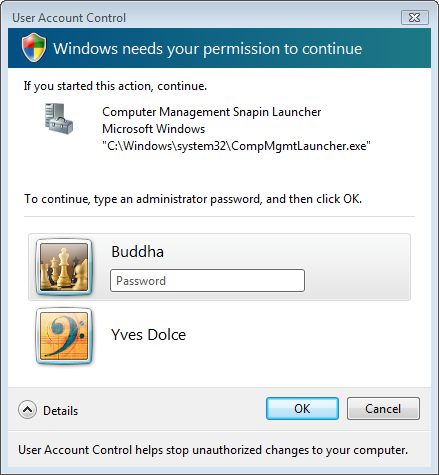 User Account Control
Windows needs your permission to continue
If you started this action, continue.
Computer Management Snapin Launcher
Microsoft Windows
"C:\Windows\system32\CompMgmtLauncher.exe"
To continue, type an administrator password, and then click OK.
Buddha
Password
Yves Dolce
Details
OK
Cancel
User Account Control helps stop unauthorized changes to your computer.